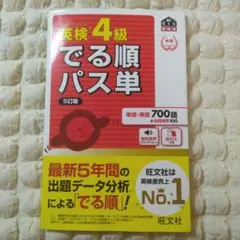 英検®4級
でる順
パス単
5訂版
単語・熟語700語
最新5年間の
出題データ分析
による「でる順」!
旺文社は
英検書売上
No.1
旺文社